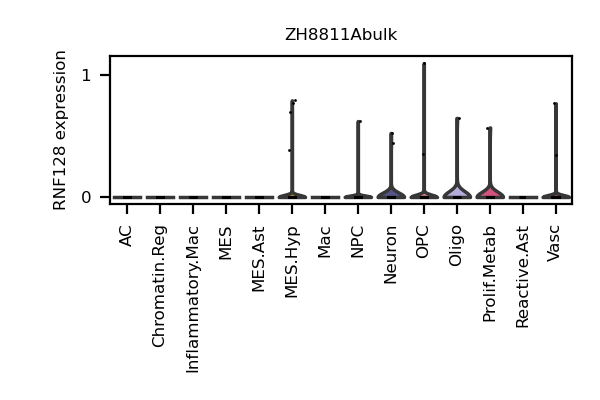 ZH8811Abulk
RNF128 expression
1
0
AC
Chromatin.Reg
Inflammatory.Mac
MES
MES.Ast
MES.Hyp
Mac
NPC
Neuron
OPC
Oligo
Prolif.Metab
Reactive.Ast
Vasc